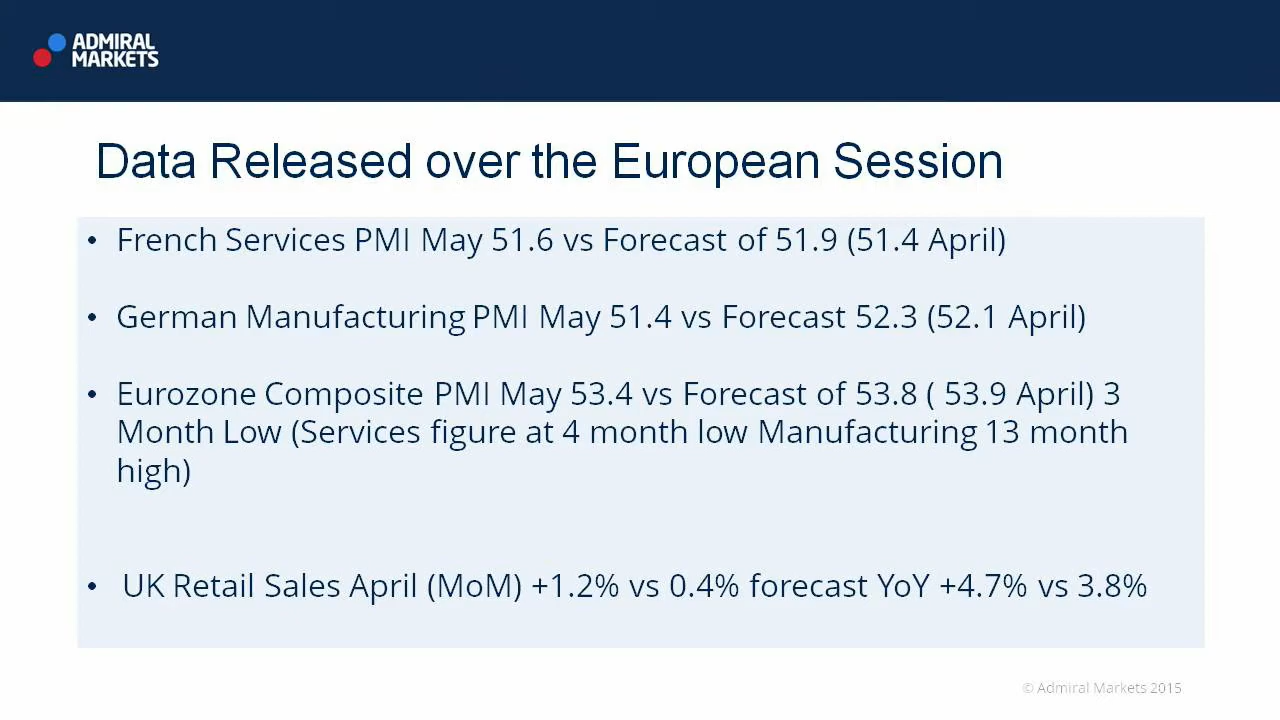 ADMIRAL
MARKETS
Data Released over the European Session
• French Services PMI May 51.6 vs Forecast of 51.9 (51.4 April)
• German Manufacturing PMI May 51.4 vs Forecast 52.3 (52.1 April)
• Eurozone Composite PMI May 53.4 vs Forecast of 53.8 ( 53.9 April) 3
Month Low (Services figure at 4 month low Manufacturing 13 month
high)
• UK Retail Sales April (MoM) +1.2% vs 0.4% forecast YoY +4.7% vs 3.8%
© Admiral Markets 2015